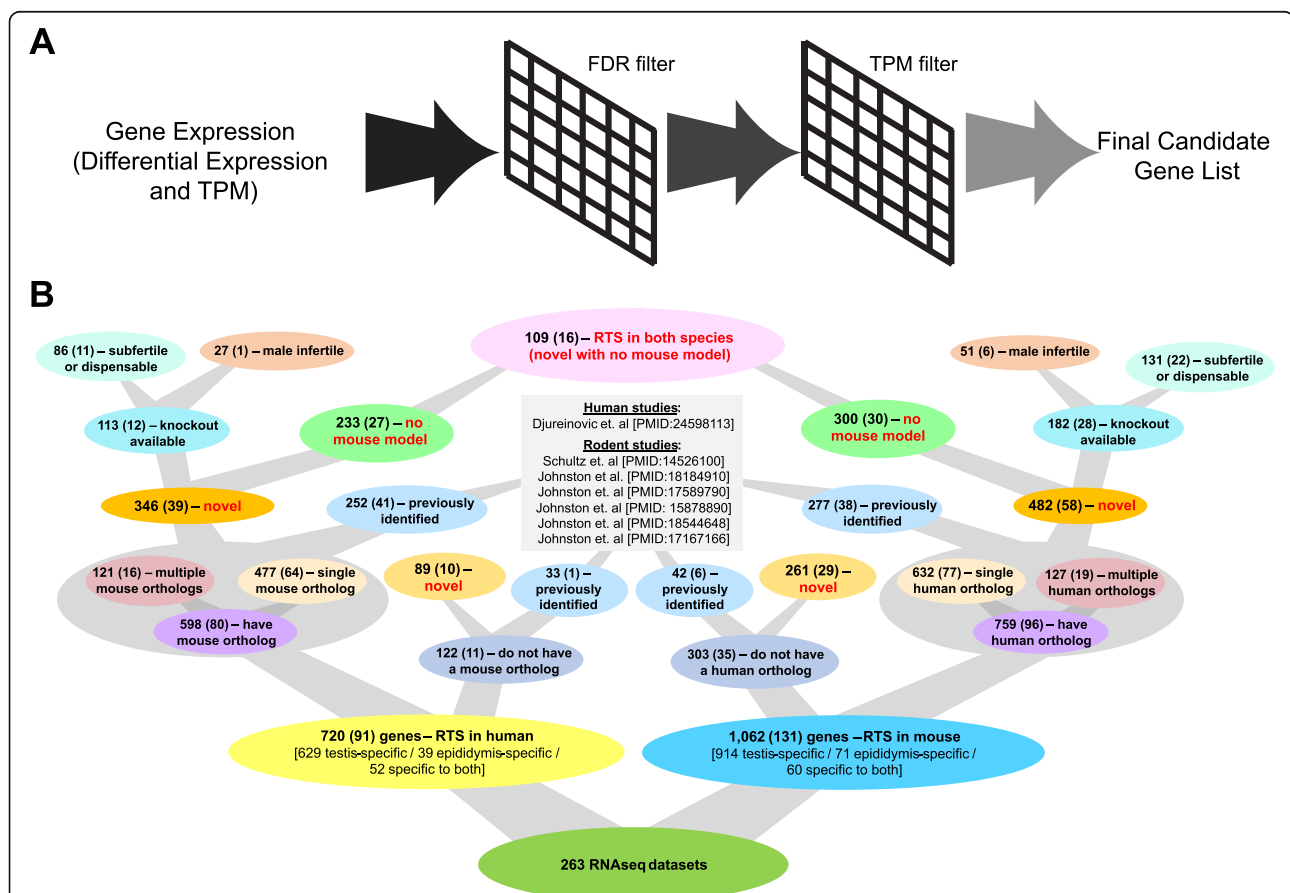 A
FDR filter
TPM filter
Gene Expression
(Differential Expression
and TPM)
Final Candidate
Gene List
B
86 (11) – subfertile
or dispensable
27 (1) – male infertile
109 (16) – RTS in both species
(novel with no mouse model)
51 (6) – male infertile
131 (22) – subfertile
or dispensable
113 (12) – knockout
available
233 (27) – no
mouse model
Human studies:
Djureinovic et. al [PMID:24598113]
Rodent studies:
Schultz et. al [PMID:14526100]
Johnston et al. [PMID:18184910]
Johnston et. al [PMID:17589790]
Johnston et. al [PMID: 15878890]
Johnston et. al [PMID:18544648]
Johnston et. al [PMID:17167166]
300 (30) – no
mouse model
182 (28) – knockout
available
346 (39) – novel
252 (41) – previously
identified
277 (38) – previously
identified
482 (58) – novel
121 (16) – multiple
mouse orthologs
477 (64) – single
mouse ortholog
598 (80) – have
mouse ortholog
89 (10) –
novel
33 (1) –
previously
identified
42 (6) –
previously
identified
261 (29) –
novel
632 (77) – single
human ortholog
127 (19) – multiple
human orthologs
759 (96) – have
human ortholog
122 (11) – do not have
a mouse ortholog
303 (35) – do not have
a human ortholog
720 (91) genes – RTS in human
[629 testis-specific / 39 epididymis-specific /
52 specific to both]
1,062 (131) genes – RTS in mouse
[914 testis-specific / 71 epididymis-specific /
60 specific to both]
263 RNAseq datasets